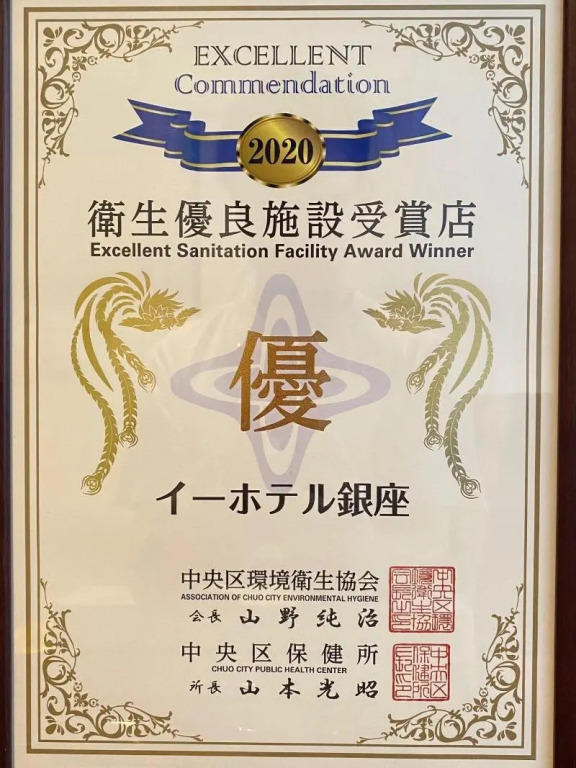 EXCELLENT
Commendation
2020
衛生優良施設受賞店
Excellent Sanitation Facility Award Winner
優
イーホテル銀座
中央区環境衛生協会
ASSOCIATION OF CHUO CITY ENVIRONMENTAL HYGIENE
会長 山野純治
中央区保健所
CHUO CITY PUBLIC HEALTH CENTER
所長 山本光昭